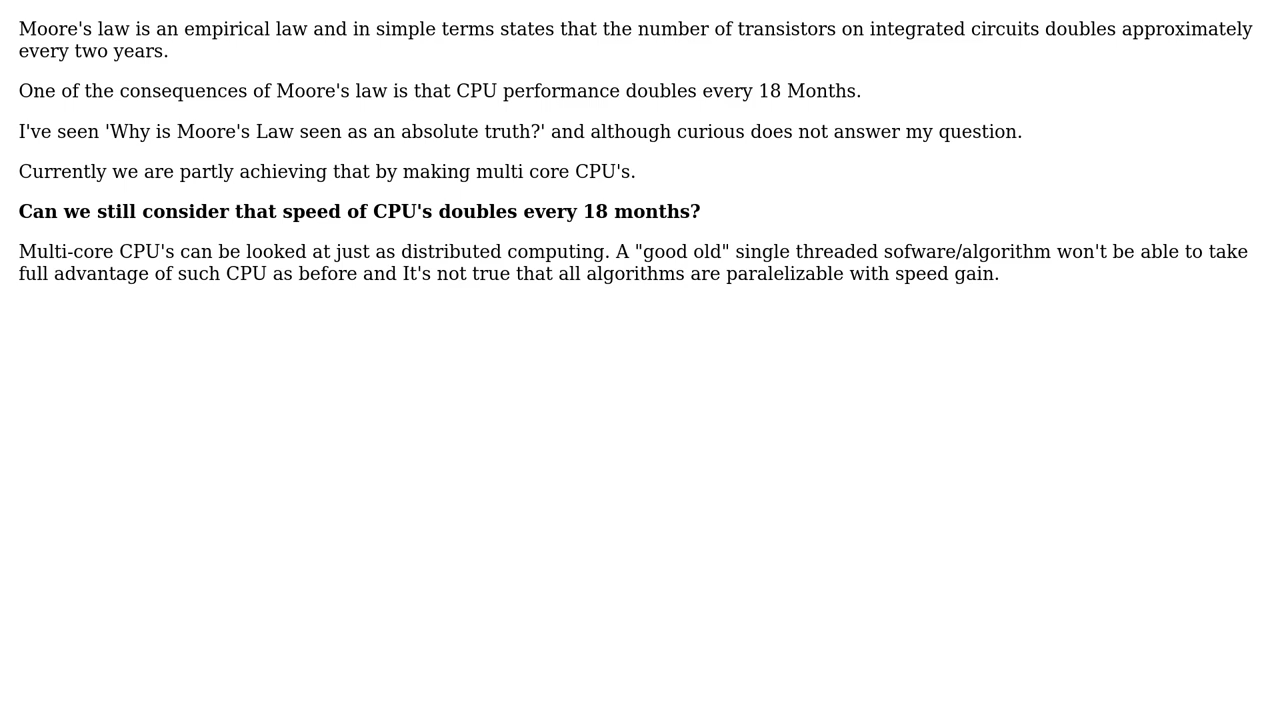 Moore's law is an empirical law and in simple terms states that the number of transistors on integrated circuits doubles approximately
every two years.
One of the consequences of Moore's law is that CPU performance doubles every 18 Months.
I've seen 'Why is Moore's Law seen as an absolute truth?' and although curious does not answer my question.
Currently we are partly achieving that by making multi core CPU's.
Can we still consider that speed of CPU's doubles every 18 months?
Multi-core CPU's can be looked at just as distributed computing. A "good old" single threaded sofware/algorithm won't be able to take
full advantage of such CPU as before and It's not true that all algorithms are paralelizable with speed gain.